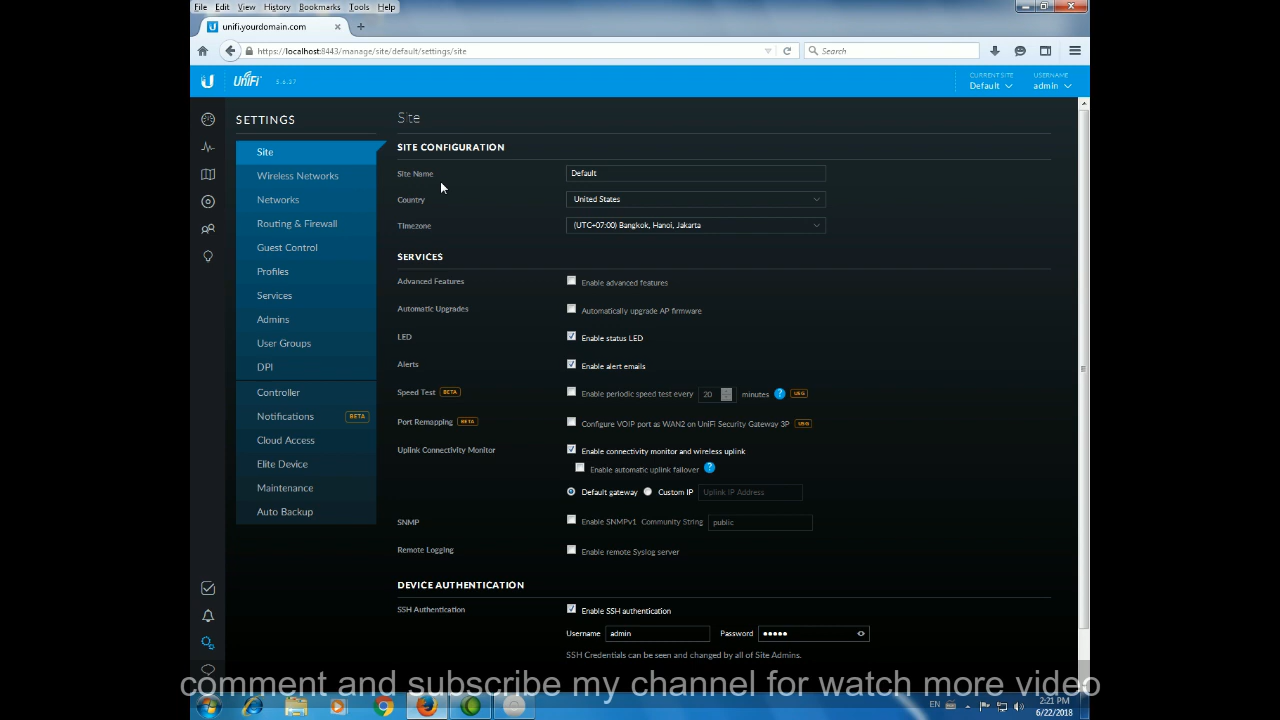 File Edit View History Bookmarks Tools Help
unifi.yourdomain.com
https://localhost:8443/manage/site/default/settings/site
Search
UniFi 5.6.37
CURRENT SITE
Default
USERNAME
admin
SETTINGS
Site
Wireless Networks
Networks
Routing & Firewall
Guest Control
Profiles
Services
Admins
User Groups
DPI
Controller
Notifications BETA
Cloud Access
Elite Device
Maintenance
Auto Backup
Site
SITE CONFIGURATION
Site Name Default
Country United States
Timezone (UTC+07:00) Bangkok, Hanoi, Jakarta
SERVICES
Advanced Features Enable advanced features
Automatic Upgrades Automatically upgrade AP firmware
LED Enable status LED
Alerts Enable alert emails
Speed Test BETA Enable periodic speed test every 20 minutes ? USG
Port Remapping BETA Configure VOIP port as WAN2 on UniFi Security Gateway 3P USG
Uplink Connectivity Monitor Enable connectivity monitor and wireless uplink
Enable automatic uplink failover ?
Default gateway Custom IP Uplink IP Address
SNMP Enable SNMPv1 Community String public
Remote Logging Enable remote Syslog server
DEVICE AUTHENTICATION
SSH Authentication Enable SSH authentication
Username admin Password •••••
SSH Credentials can be seen and changed by all of Site Admins.
comment and subscribe my channel for watch more video
EN
2:21 PM
6/22/2018